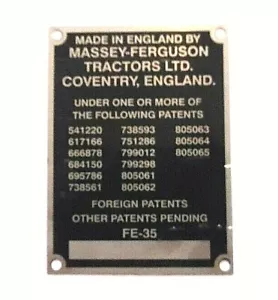 MADE IN ENGLAND BY
MASSEY-FERGUSON
TRACTORS LTD.
COVENTRY, ENGLAND.
UNDER ONE OR MORE OF
THE FOLLOWING PATENTS
541220 738593 805063
617166 751286 805064
666878 799012 805065
684150 799298
695786 805061
738561 805062
FOREIGN PATENTS
OTHER PATENTS PENDING
FE-35